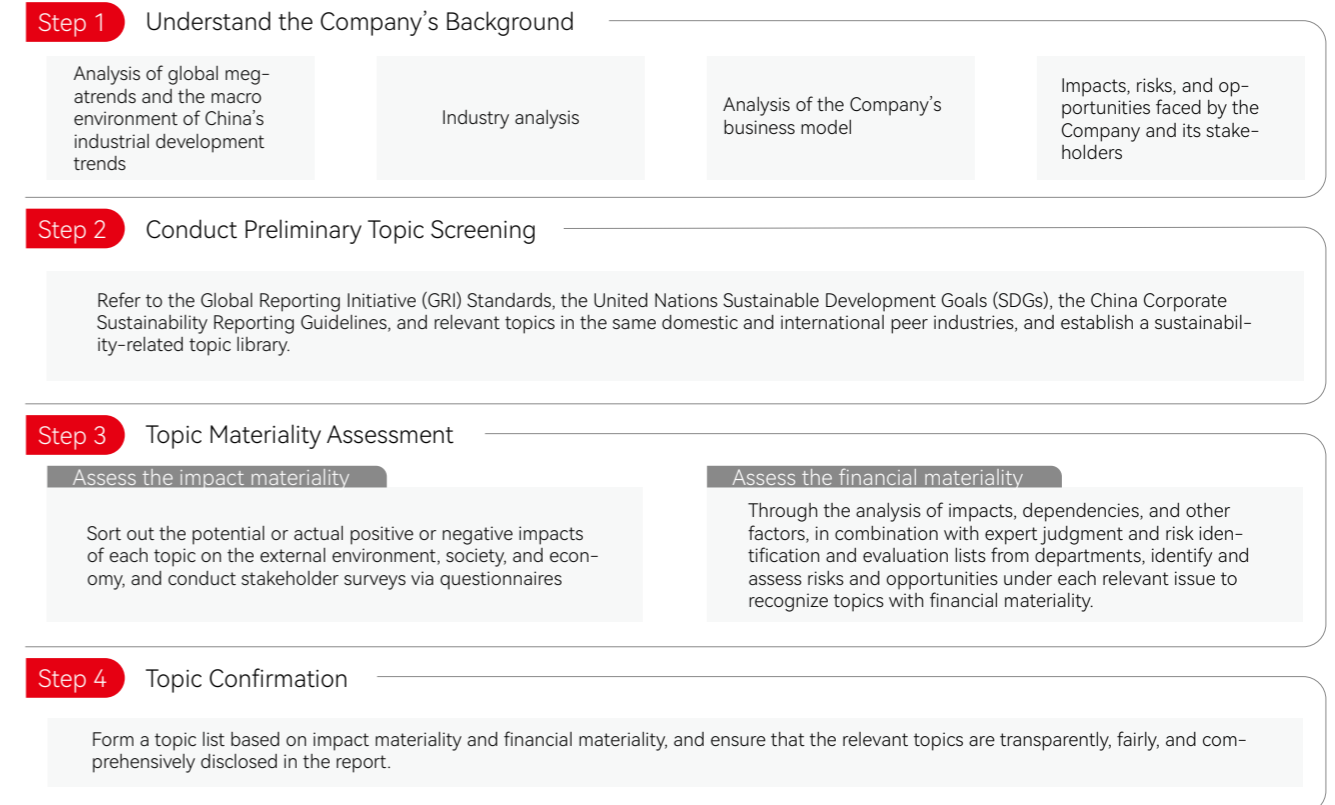 Step 1
Understand the Company's Background
Analysis of global meg-
atrends and the macro
environment of China's
industrial development
trends
Industry analysis
Analysis of the Company's
business model
Impacts, risks, and op-
portunities faced by the
Company and its stake-
holders
Step 2
Conduct Preliminary Topic Screening
Refer to the Global Reporting Initiative (GRI) Standards, the United Nations Sustainable Development Goals (SDGs), the China Corporate
Sustainability Reporting Guidelines, and relevant topics in the same domestic and international peer industries, and establish a sustainabil-
ity-related topic library.
Step 3
Topic Materiality Assessment
Assess the impact materiality
Sort out the potential or actual positive or negative impacts
of each topic on the external environment, society, and econ-
omy, and conduct stakeholder surveys via questionnaires
Assess the financial materiality
Through the analysis of impacts, dependencies, and other
factors, in combination with expert judgment and risk iden-
tification and evaluation lists from departments, identify and
assess risks and opportunities under each relevant issue to
recognize topics with financial materiality.
Step 4
Topic Confirmation
Form a topic list based on impact materiality and financial materiality, and ensure that the relevant topics are transparently, fairly, and com-
prehensively disclosed in the report.